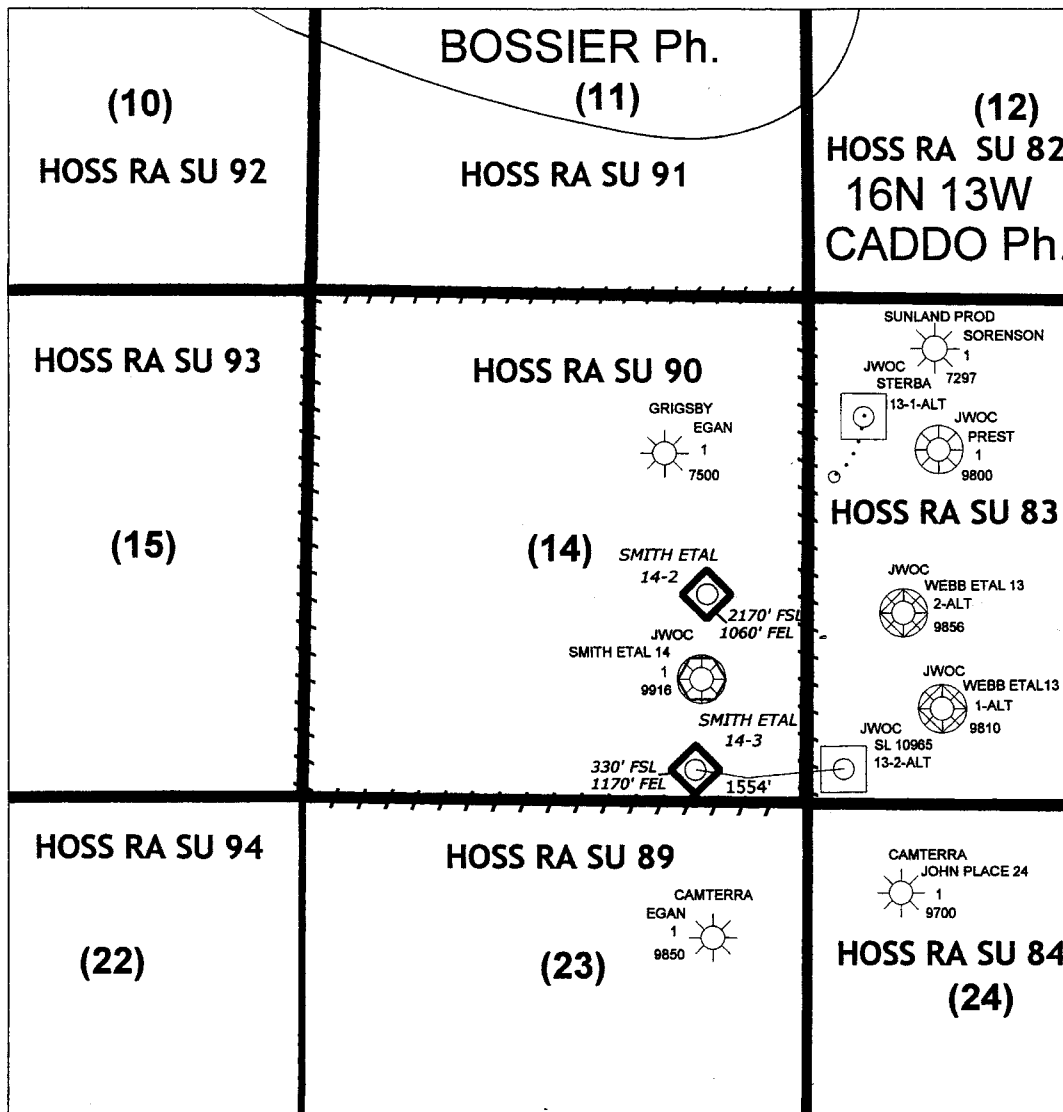 BOSSIER Ph.
(10)
(11)
(12)
HOSS RA SU 92
HOSS RA SU 91
HOSS RA SU 82
16N 13W
CADDO Ph.
HOSS RA SU 93
(15)
HOSS RA SU 90
GRIGSBY
EGAN
1
7500
(14)
SMITH ETAL
14-2
2170' FSL
1060' FEL
JWOC
SMITH ETAL 14
1
9916
SMITH ETAL
14-3
330' FSL
1170' FEL
1554'
SUNLAND PROD
SORENSON
1
7297
JWOC
STERBA
13-1-ALT
JWOC
PREST
1
9800
HOSS RA SU 83
JWOC
WEBB ETAL 13
2-ALT
9856
JWOC
WEBB ETAL13
1-ALT
9810
JWOC
SL 10965
13-2-ALT
HOSS RA SU 94
(22)
HOSS RA SU 89
CAMTERRA
EGAN
1
9850
(23)
CAMTERRA
JOHN PLACE 24
1
9700
HOSS RA SU 84
(24)